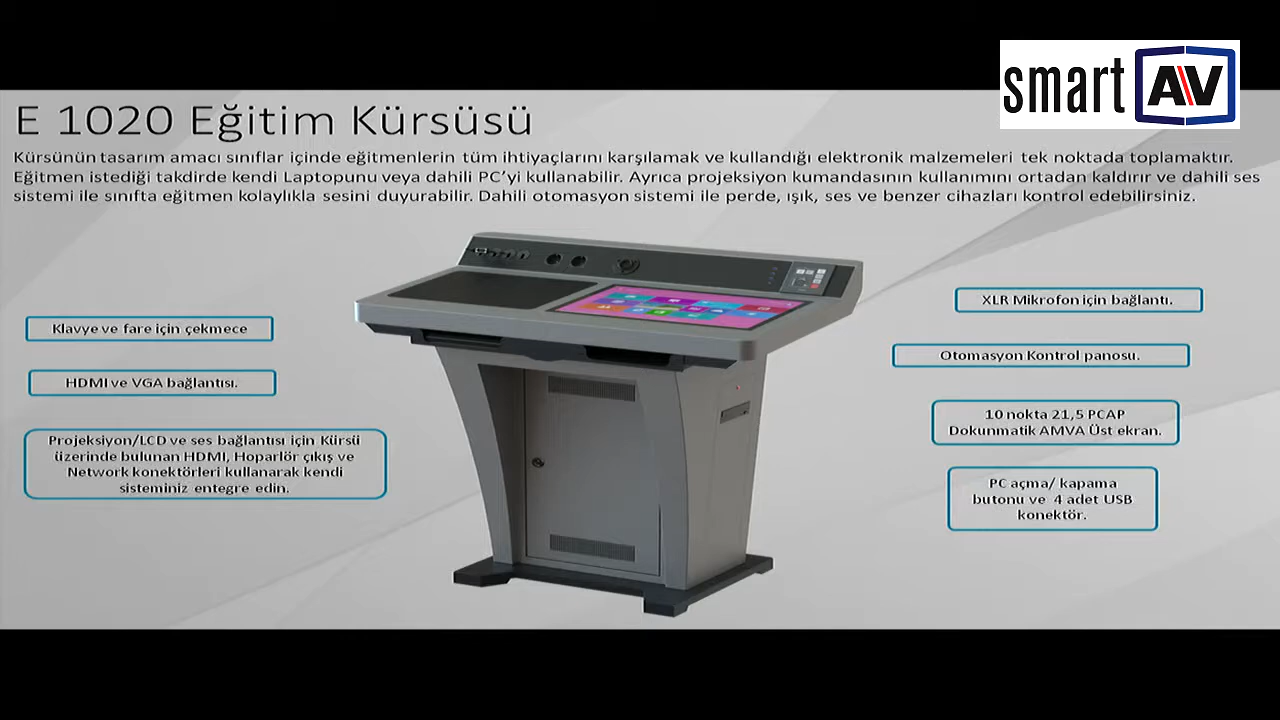 smart AV
E 1020 Eğitim Kürsüsü
Kürsünün tasarım amacı sınıflar içinde eğitmenlerin tüm ihtiyaçlarını karşılamak ve kullandığı elektronik malzemeleri tek noktada toplamaktır.
Eğitmen istediği takdirde kendi Laptopunu veya dahili PC'yi kullanabilir. Ayrıca projeksiyon kumandasının kullanımını ortadan kaldırır ve dahili ses
sistemi ile sınıfta eğitmen kolaylıkla sesini duyurabilir. Dahili otomasyon sistemi ile perde, ışık, ses ve benzer cihazları kontrol edebilirsiniz.
Klavye ve fare için çekmece
HDMI ve VGA bağlantısı.
Projeksiyon/LCD ve ses bağlantısı için Kürsü
üzerinde bulunan HDMI, Hoparlör çıkış ve
Network konektörleri kullanarak kendi
sisteminiz entegre edin.
XLR Mikrofon için bağlantı.
Otomasyon Kontrol panosu.
10 nokta 21,5 PCAP
Dokunmatik AMVA Üst ekran.
PC açma/ kapama
butonu ve 4 adet USB
konektör.